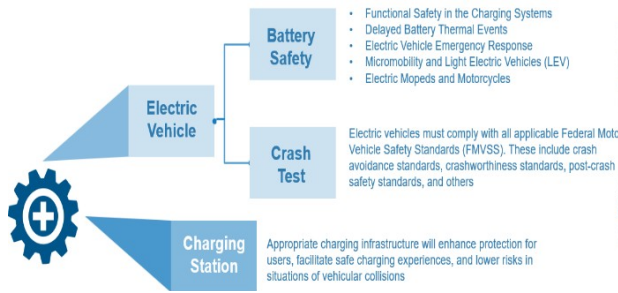 Battery
Safety
• Functional Safety in the Charging Systems
• Delayed Battery Thermal Events
• Electric Vehicle Emergency Response
• Micromobility and Light Electric Vehicles (LEV)
• Electric Mopeds and Motorcycles
Electric
Vehicle
Crash
Test
Electric vehicles must comply with all applicable Federal Moto
Vehicle Safety Standards (FMVSS). These include crash
avoidance standards, crashworthiness standards, post-crash
safety standards, and others
Charging
Station
Appropriate charging infrastructure will enhance protection for
users, facilitate safe charging experiences, and lower risks in
situations of vehicular collisions